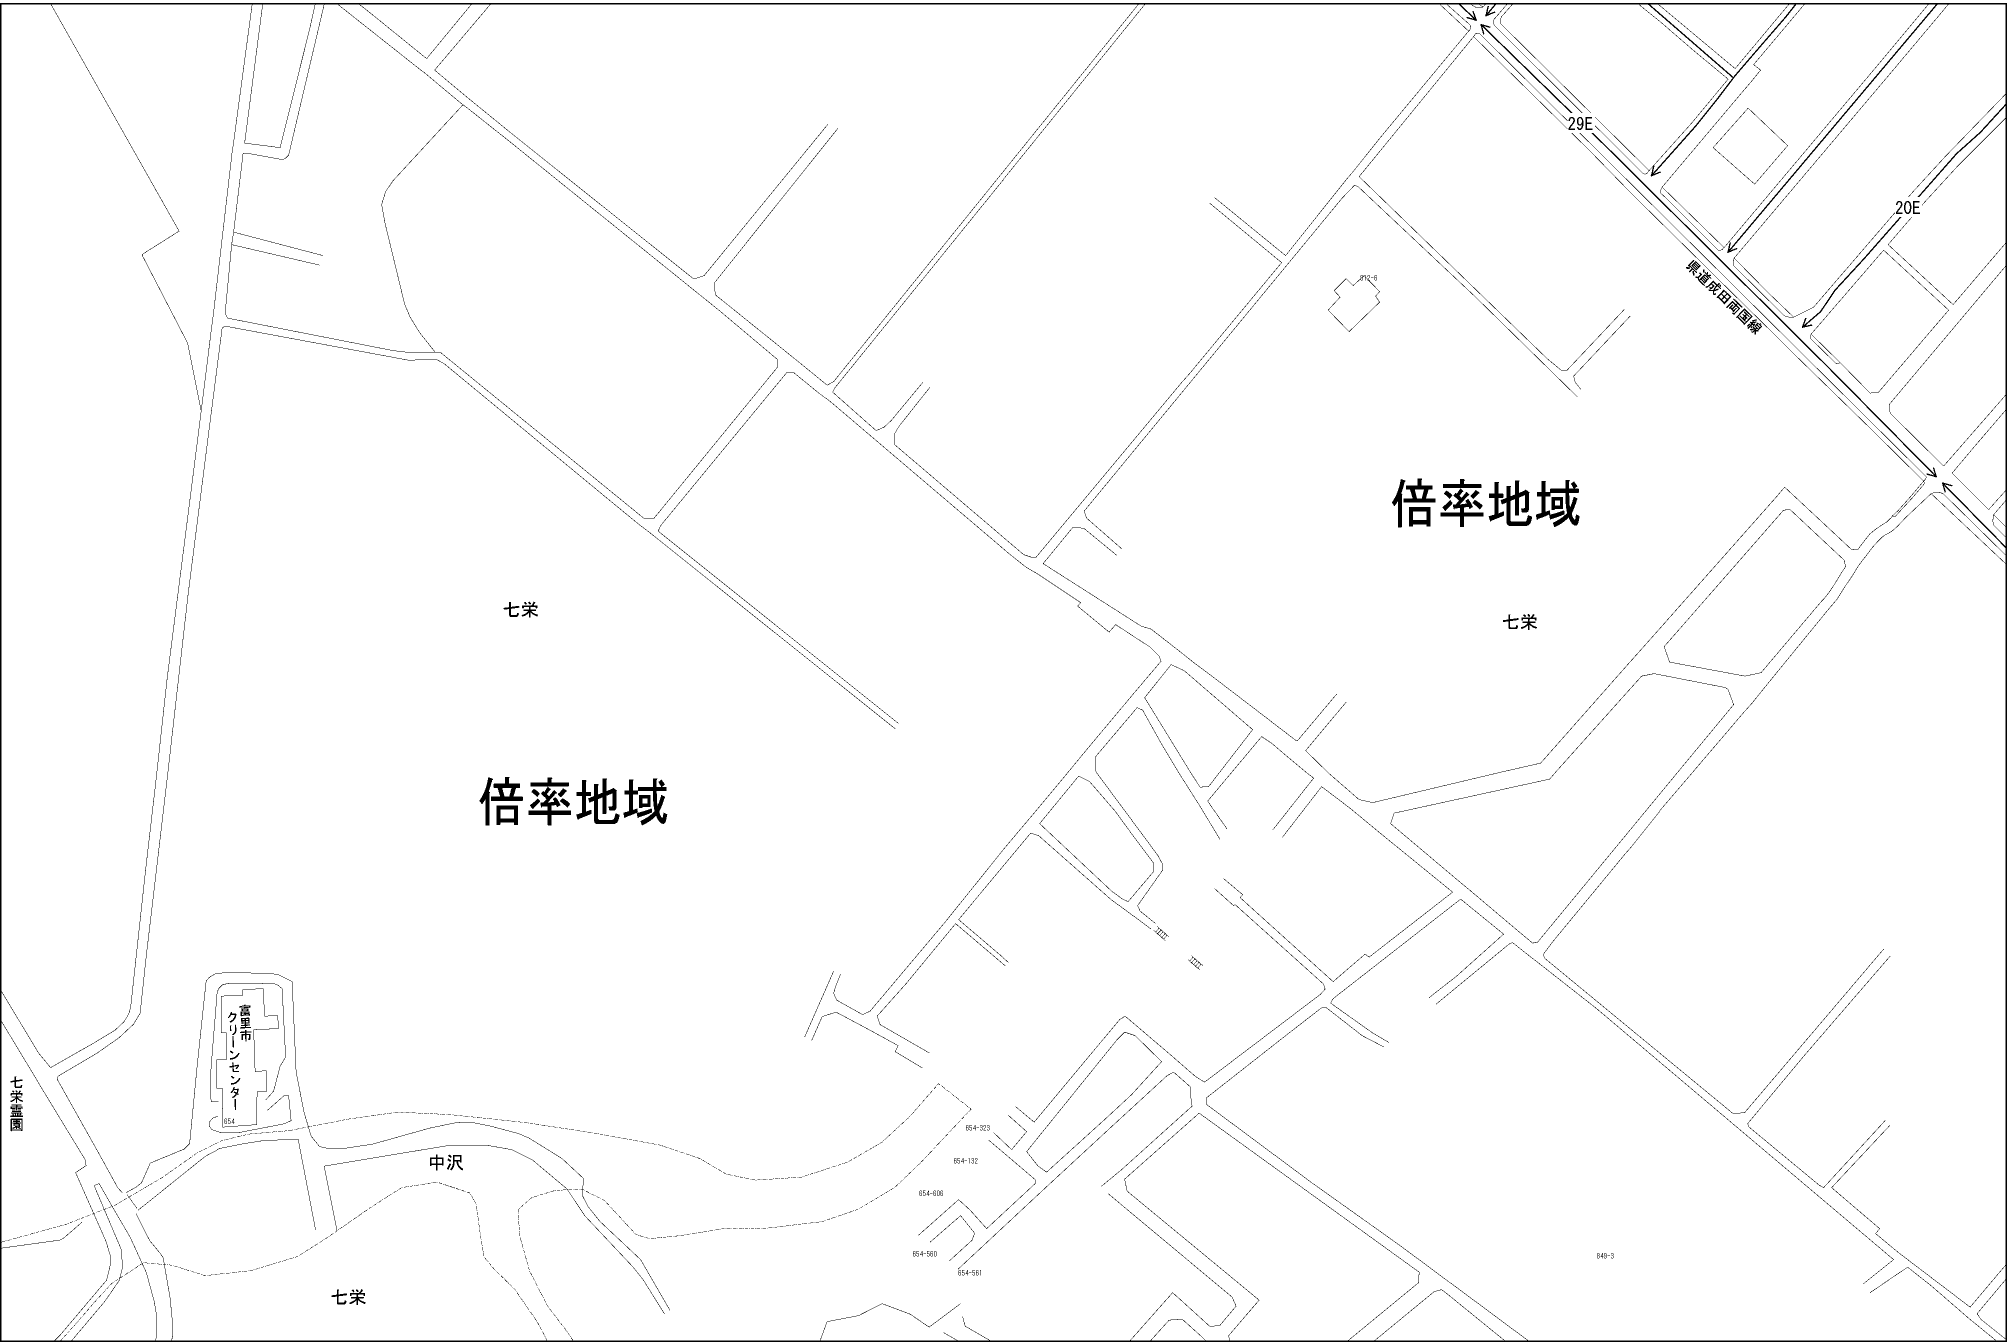 29E
20E
県道成田両国線
912-6
倍率地域
七栄
七栄
倍率地域
富里市
クリーンセンター
654
七栄霊園
中沢
654-323
654-132
654-606
654-560
654-561
849-3
七栄